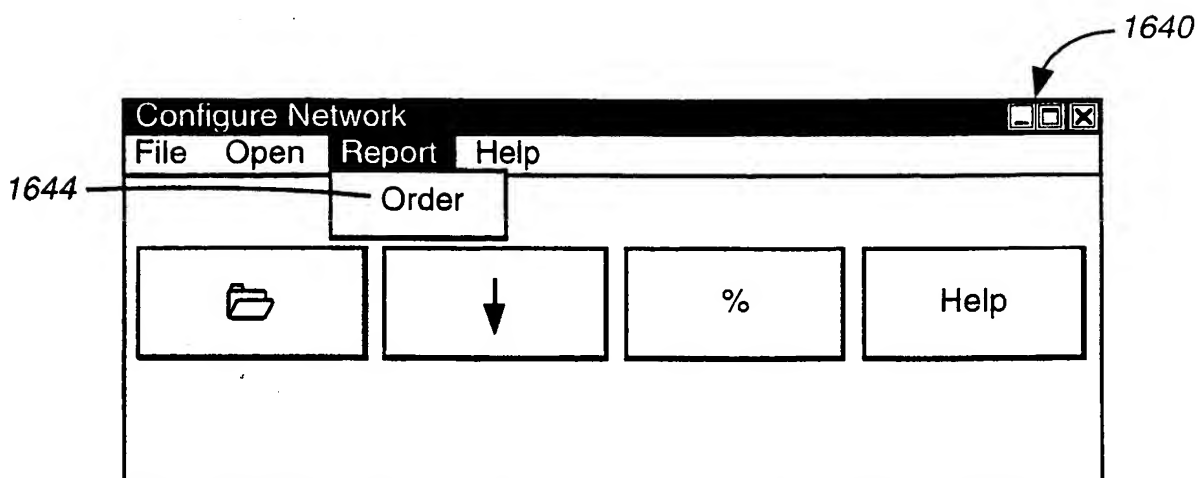 1640
Configure Network
File Open Report Help
1644
Order
% Help